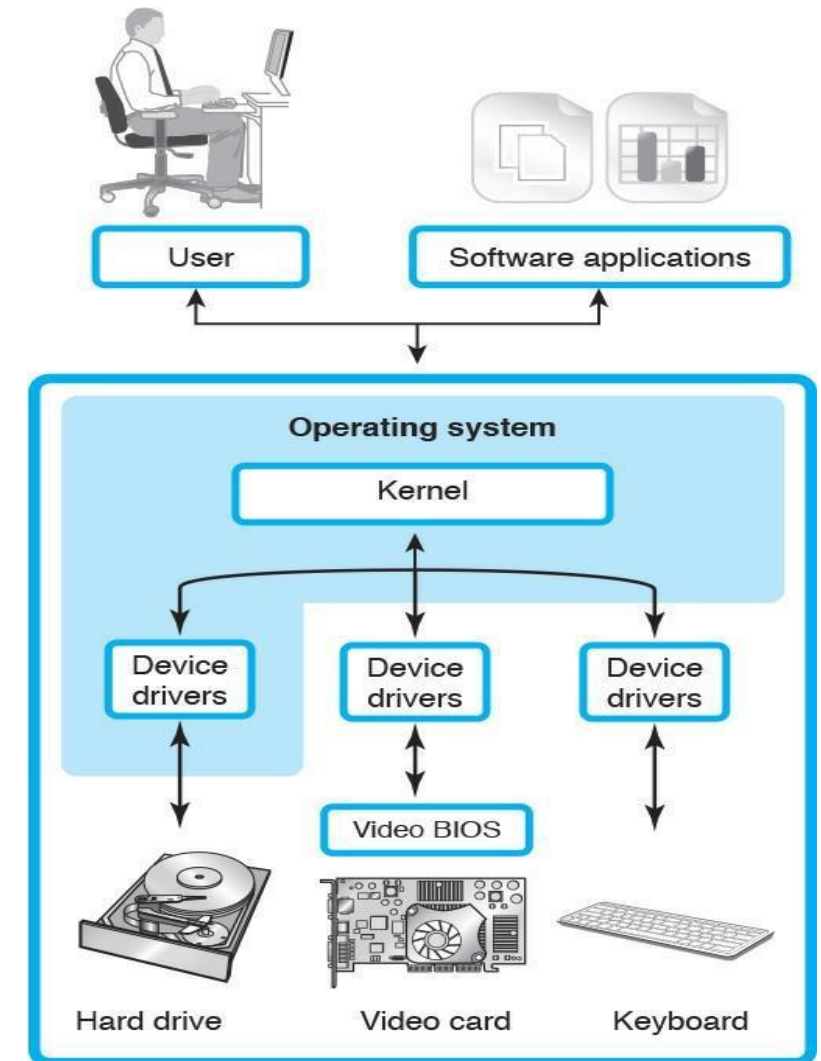 User
Software applications
Operating system
Kernel
Device
drivers
Device
drivers
Device
drivers
Video BIOS
Hard drive
Video card
Keyboard